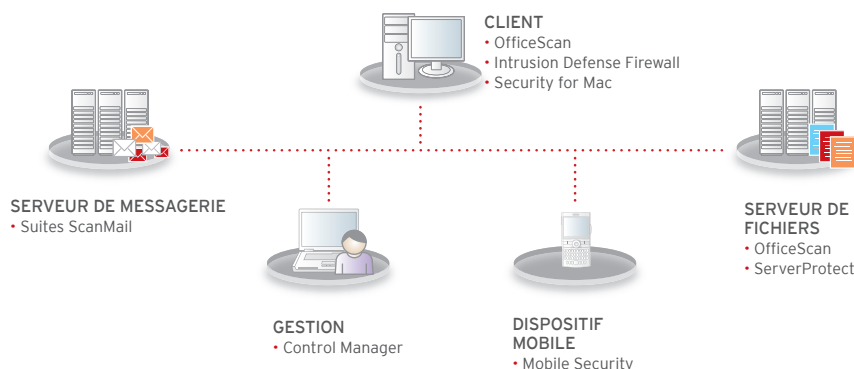 CLIENT
• OfficeScan
• Intrusion Defense Firewall
• Security for Mac
SERVEUR DE MESSAGERIE
• Suites ScanMail
SERVEUR DE
FICHIERS
• OfficeScan
• ServerProtect
GESTION
• Control Manager
DISPOSITIF
MOBILE
• Mobile Security